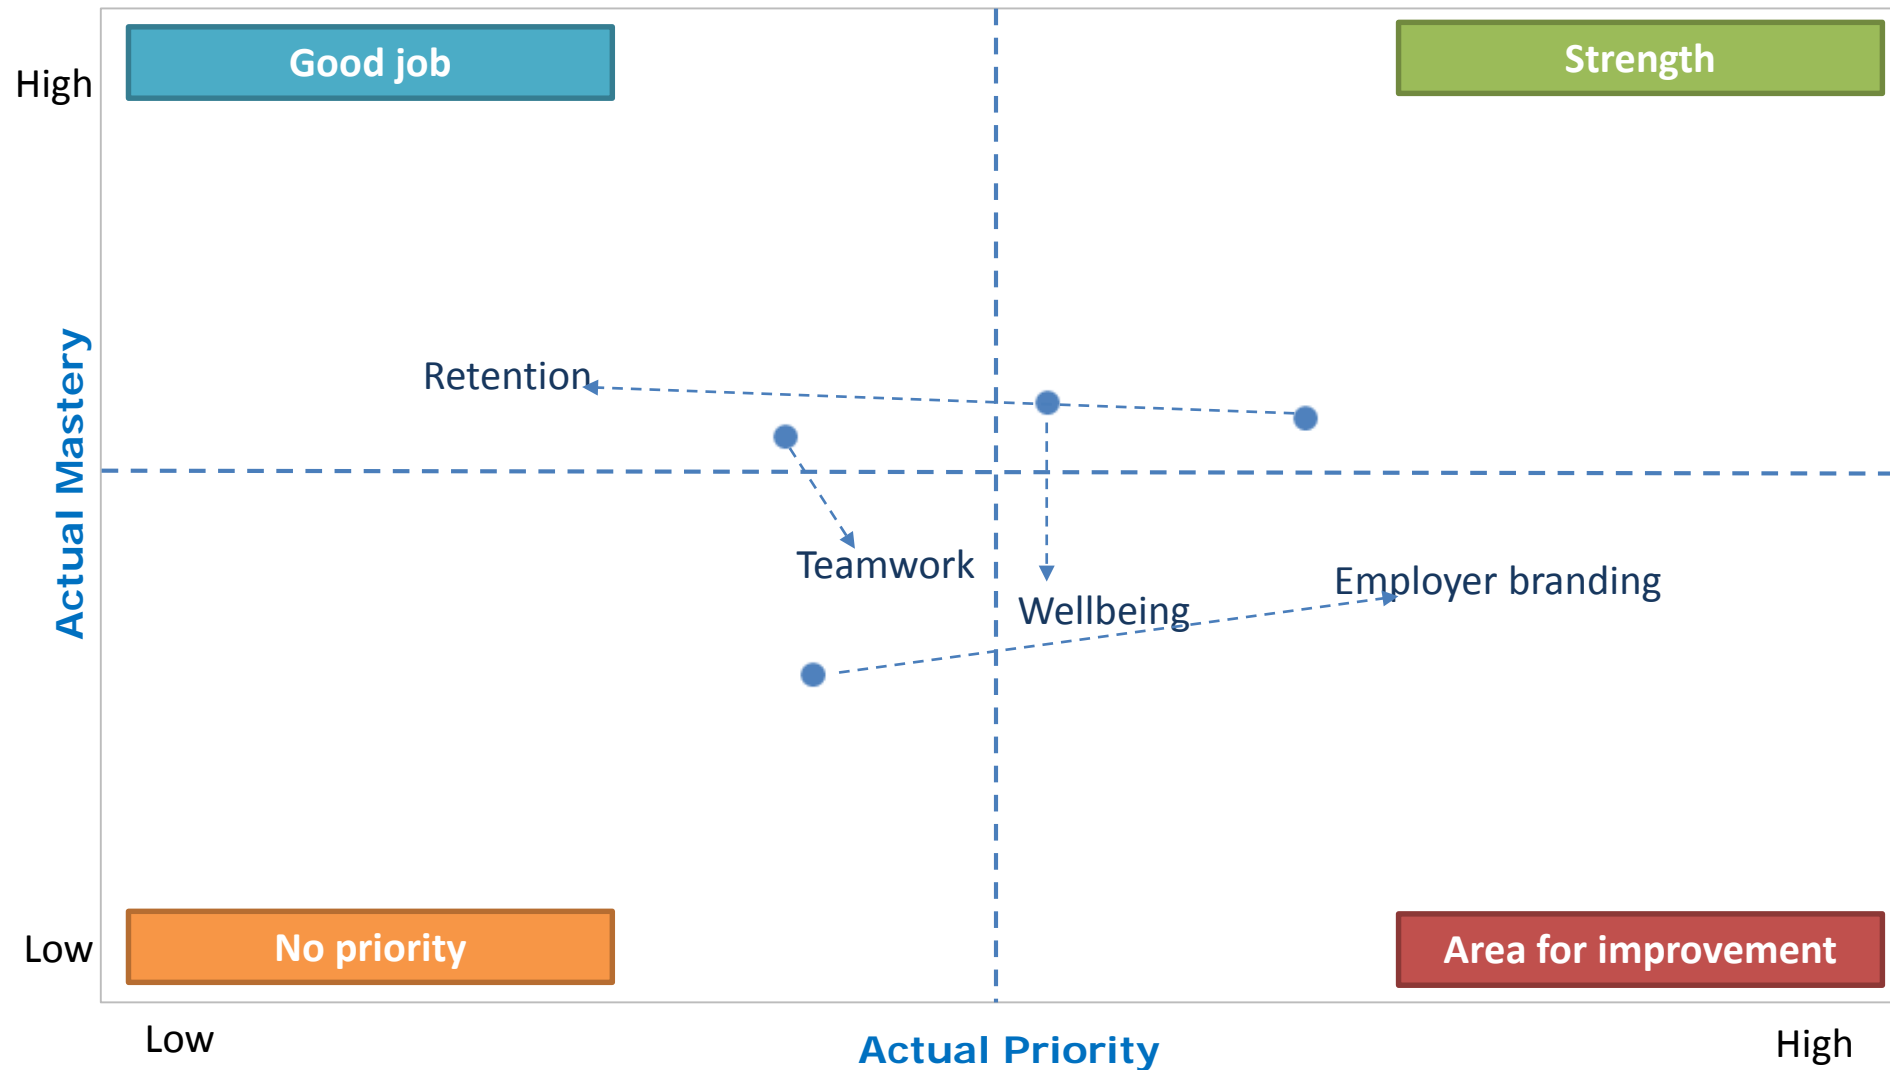 Good job
Strength
High
Actual Mastery
Retention
Teamwork
Wellbeing
Employer branding
Low
No priority
Area for improvement
Low
Actual Priority
High